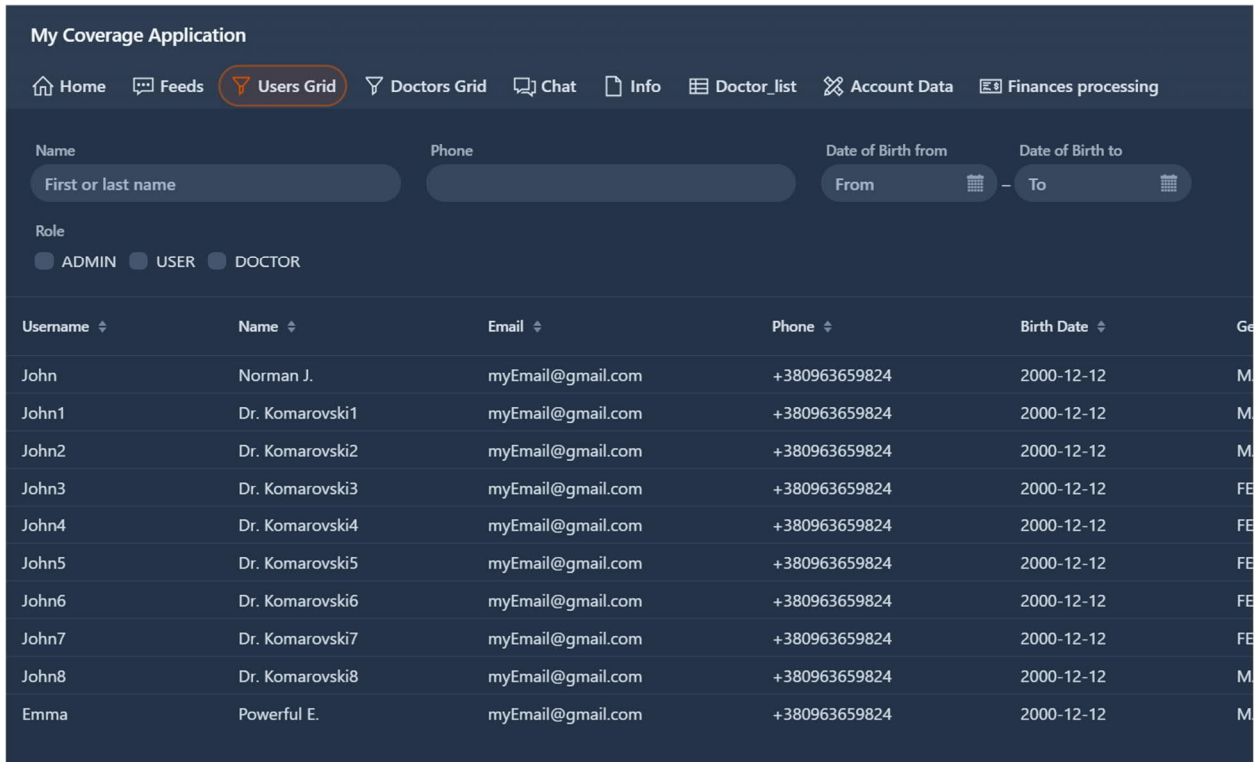 My Coverage Application
Home Feeds Users Grid Doctors Grid Chat Info Doctor_list Account Data Finances processing
Name Phone Date of Birth from Date of Birth to
First or last name From – To
Role
ADMIN USER DOCTOR
Username Name Email Phone Birth Date Ge
John Norman J. myEmail@gmail.com +380963659824 2000-12-12 M
John1 Dr. Komarovski1 myEmail@gmail.com +380963659824 2000-12-12 M
John2 Dr. Komarovski2 myEmail@gmail.com +380963659824 2000-12-12 M
John3 Dr. Komarovski3 myEmail@gmail.com +380963659824 2000-12-12 FE
John4 Dr. Komarovski4 myEmail@gmail.com +380963659824 2000-12-12 FE
John5 Dr. Komarovski5 myEmail@gmail.com +380963659824 2000-12-12 FE
John6 Dr. Komarovski6 myEmail@gmail.com +380963659824 2000-12-12 FE
John7 Dr. Komarovski7 myEmail@gmail.com +380963659824 2000-12-12 FE
John8 Dr. Komarovski8 myEmail@gmail.com +380963659824 2000-12-12 M
Emma Powerful E. myEmail@gmail.com +380963659824 2000-12-12 M